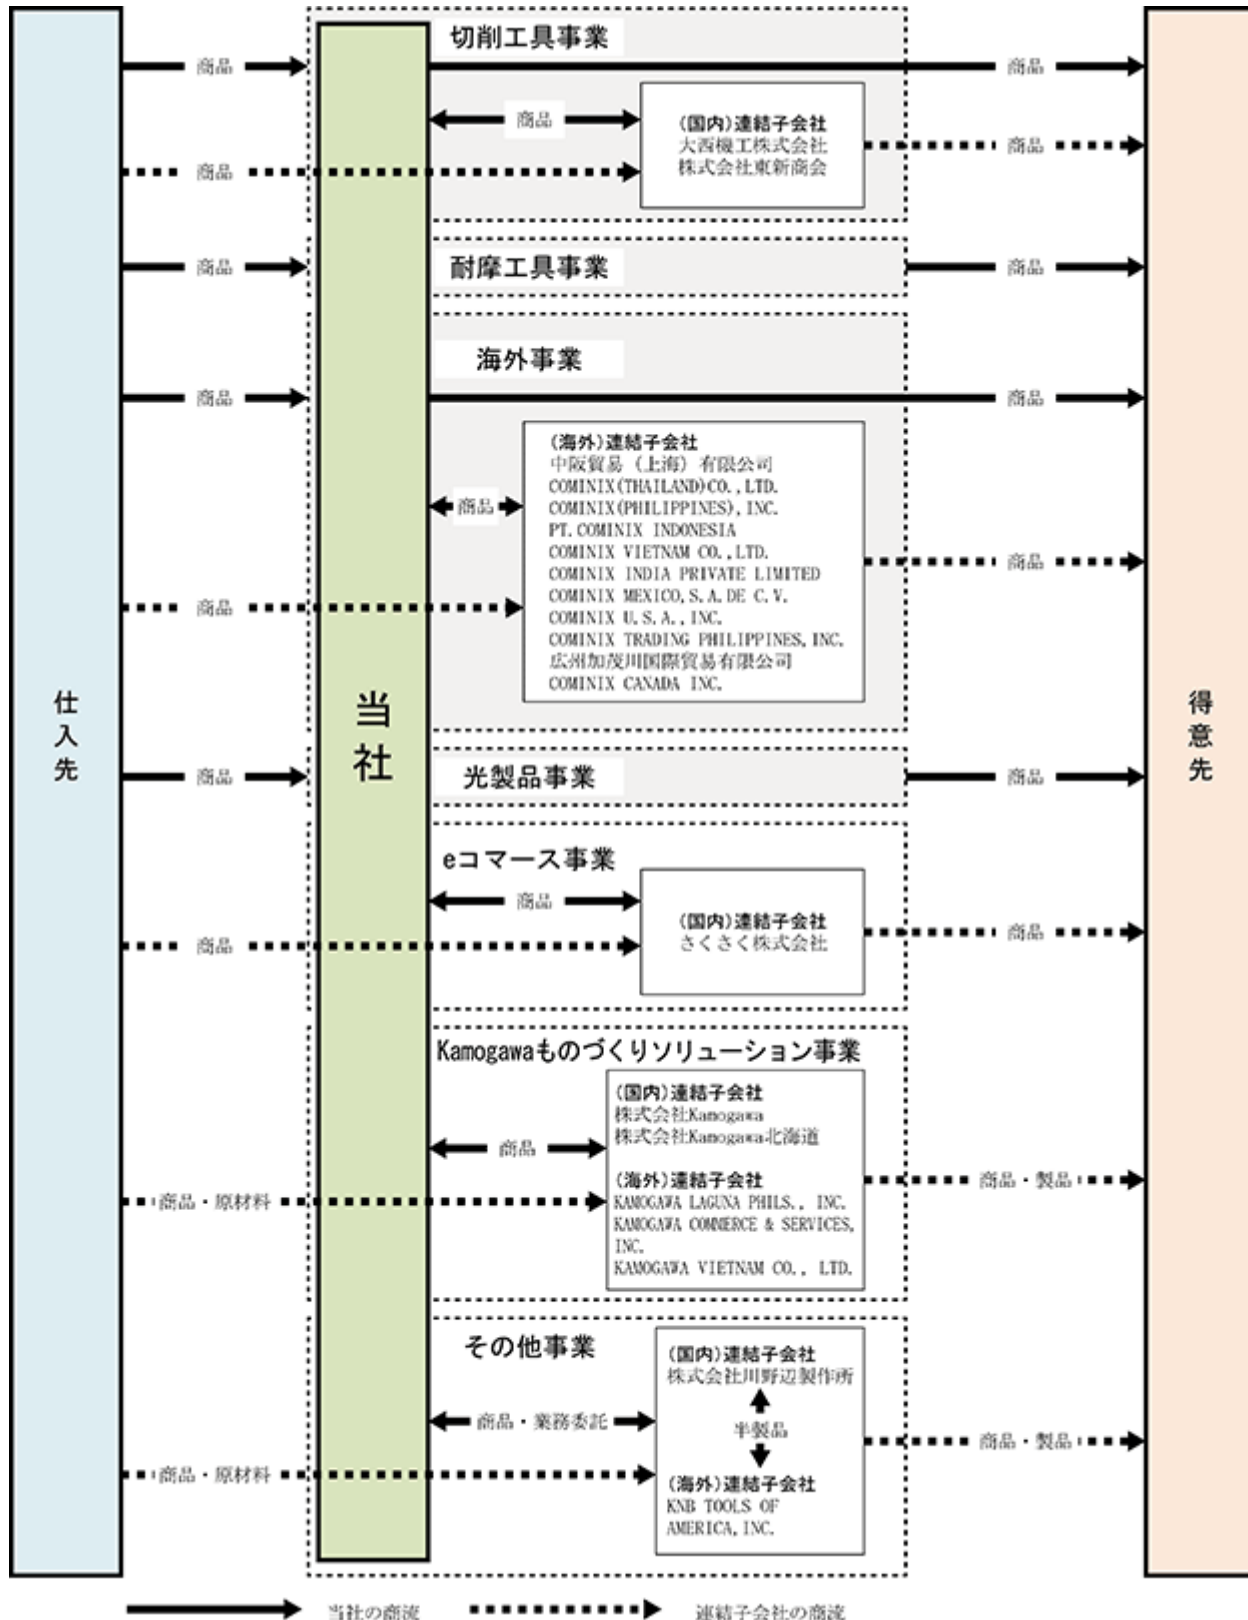 仕入先
当社
得意先
切削工具事業
商品
商品
商品
(国内)連結子会社
大西機工株式会社
株式会社東新商会
商品
商品
耐摩工具事業
商品
商品
海外事業
商品
商品
(海外)連結子会社
中阪貿易(上海)有限公司
COMINIX(THAILAND)CO.,LTD.
COMINIX(PHILIPPINES),INC.
PT.COMINIX INDONESIA
COMINIX VIETNAM CO.,LTD.
COMINIX INDIA PRIVATE LIMITED
COMINIX MEXICO,S.A.DE C.V.
COMINIX U.S.A.,INC.
COMINIX TRADING PHILIPPINES,INC.
広州加茂川国際貿易有限公司
COMINIX CANADA INC.
商品
商品
商品
光製品事業
商品
商品
eコマース事業
商品
商品
(国内)連結子会社
さくさく株式会社
商品
Kamogawaものづくりソリューション事業
(国内)連結子会社
株式会社Kamogawa
株式会社Kamogawa北海道
(海外)連結子会社
KAMOGAWA LAGUNA PHILS., INC.
KAMOGAWA COMMERCE & SERVICES,
INC.
KAMOGAWA VIETNAM CO., LTD.
商品
商品・原材料
商品・製品
その他事業
(国内)連結子会社
株式会社川野辺製作所
半製品
(海外)連結子会社
KNB TOOLS OF
AMERICA,INC.
商品・業務委託
商品・原材料
商品・製品
当社の商流
連結子会社の商流